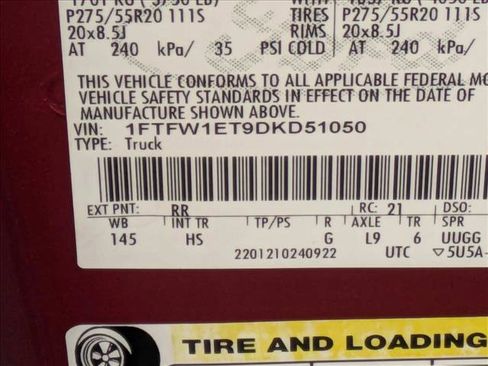 P275/55R20 111S TIRES P275/55R20 111S
20x8.5J RIMS 20x8.5J
AT 240 kPa/ 35 PSI COLD AT 240 kPa/
THIS VEHICLE CONFORMS TO ALL APPLICABLE FEDERAL MO
VEHICLE SAFETY STANDARDS IN EFFECT ON THE DATE OF
MANUFACTURE SHOWN ABOVE.
VIN: 1FTFW1ET9DKD51050
TYPE: Truck
EXT PNT: RR RC: 21 DSO:
WB INT TR TP/PS R AXLE TR SPR
145 HS G L9 6 UUGG
2201210240922 UTC ▽5U5A-
TIRE AND LOADING